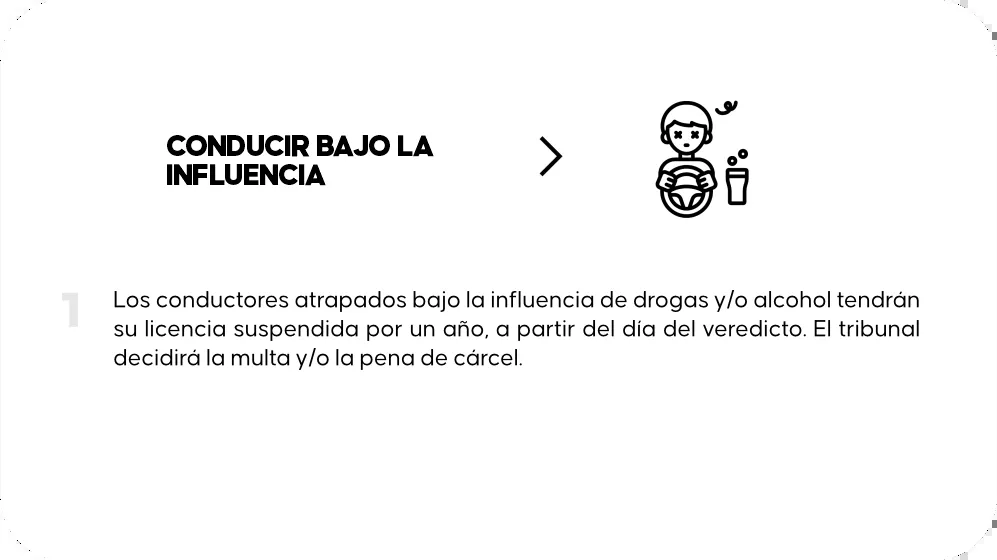 CONDUCIR BAJO LA
INFLUENCIA
1
Los conductores atrapados bajo la influencia de drogas y/o alcohol tendrán
su licencia suspendida por un año, a partir del día del veredicto. El tribunal
decidirá la multa y/o la pena de cárcel.